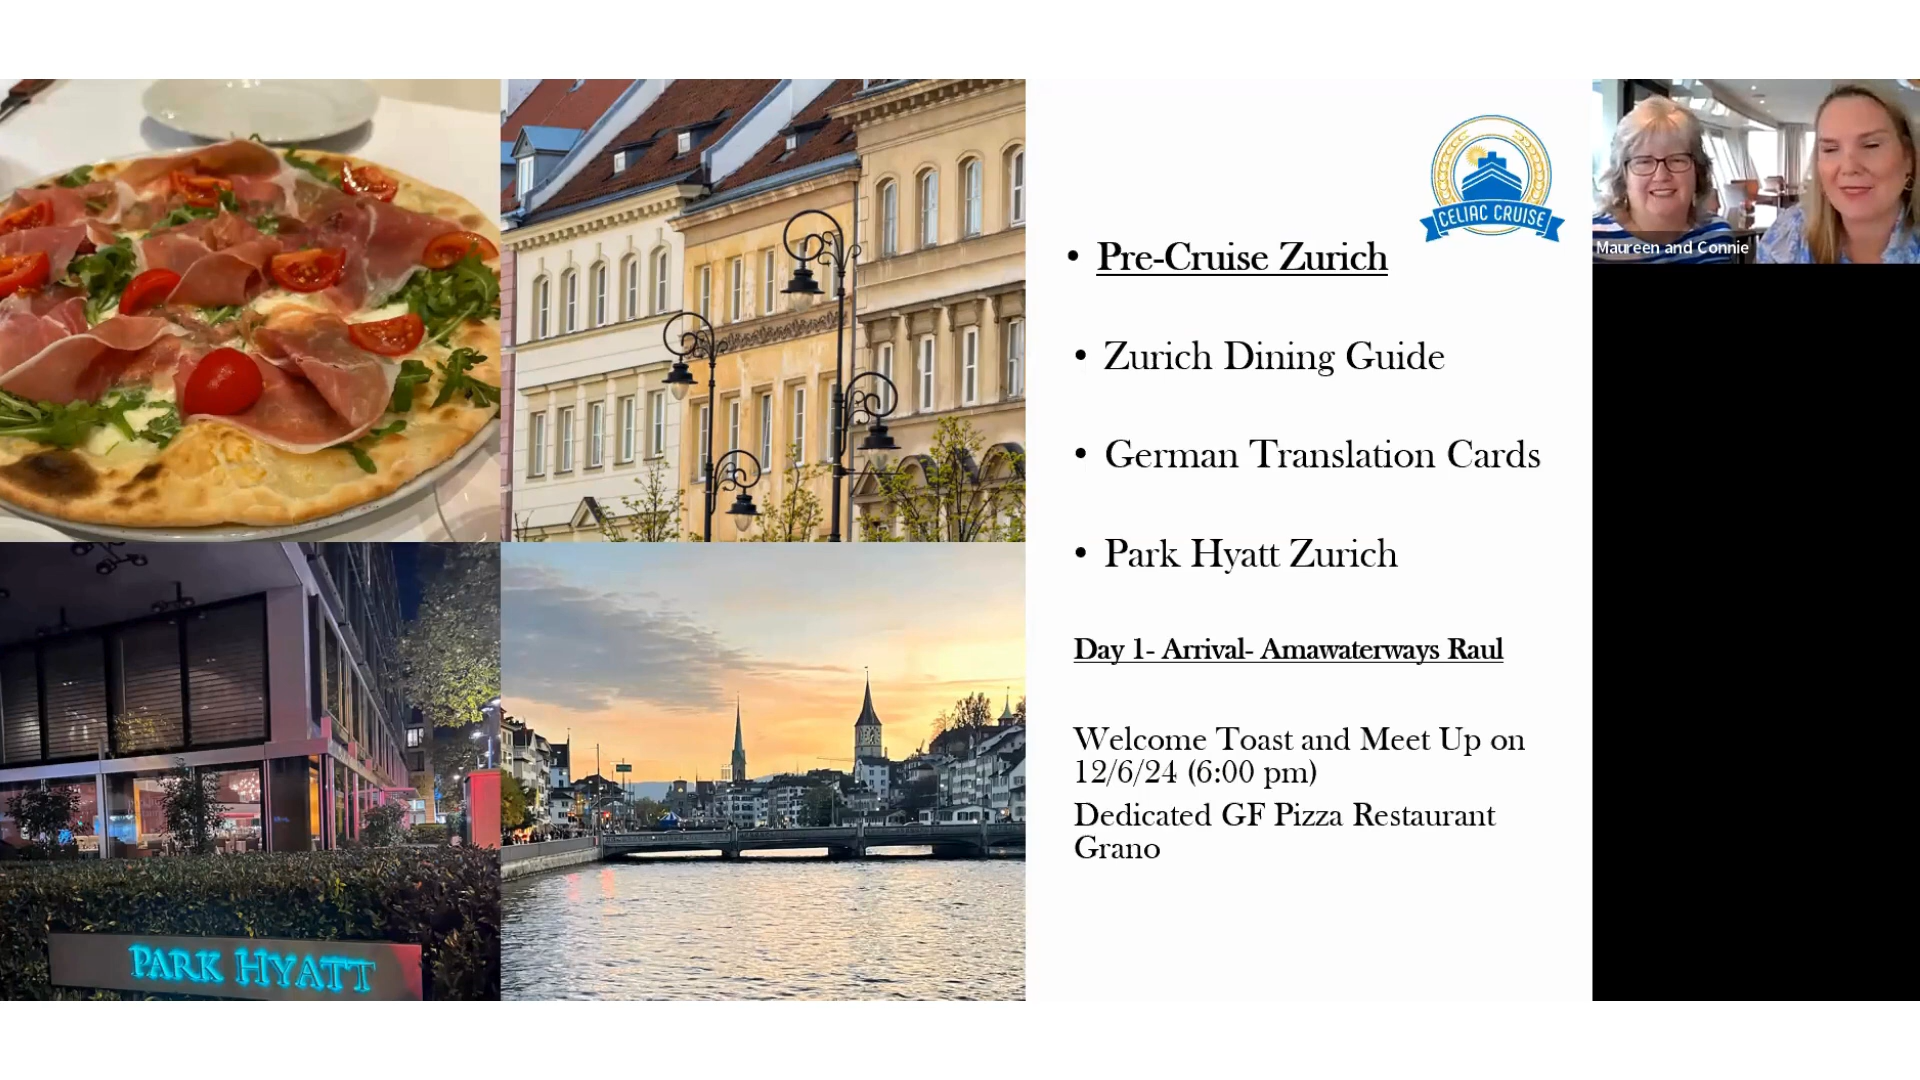 CELIAC CRUISE
Maureen and Connie
• Pre-Cruise Zurich
• Zurich Dining Guide
• German Translation Cards
• Park Hyatt Zurich
Day 1- Arrival- Amawaterways Raul
Welcome Toast and Meet Up on
12/6/24 (6:00 pm)
Dedicated GF Pizza Restaurant
Grano
PARK HYATT